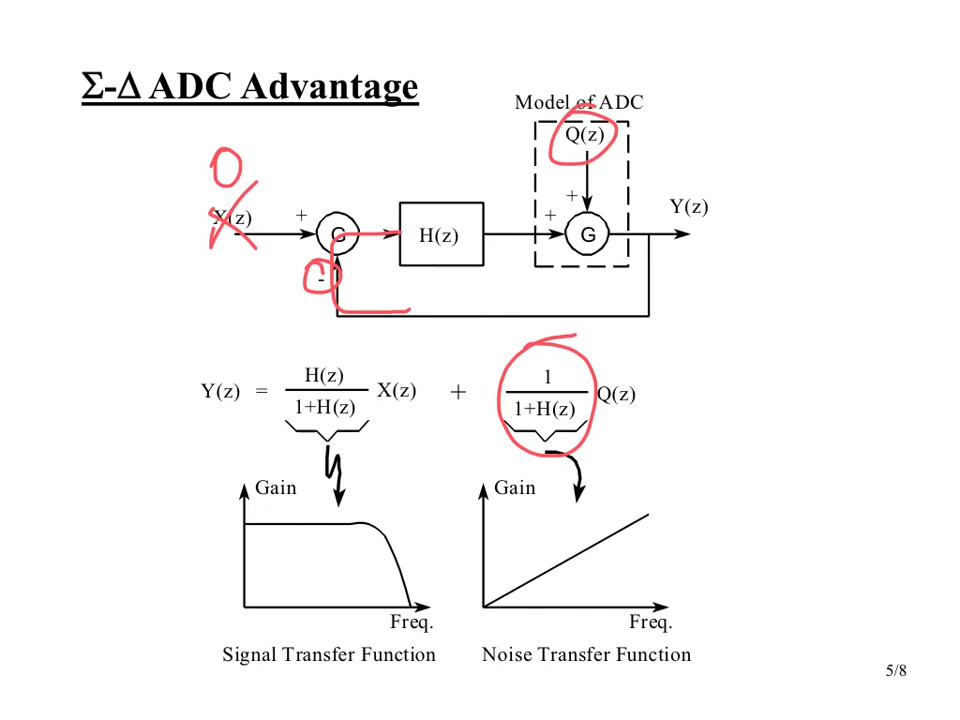 Σ-Δ ADC Advantage
Model of ADC
Q(z)
0
+
X(z)
+
G
H(z)
+
G
Y(z)
-
Y(z) = H(z) / 1+H(z) X(z) + 1 / 1+H(z) Q(z)
Gain
Gain
Freq.
Freq.
Signal Transfer Function
Noise Transfer Function
5/8